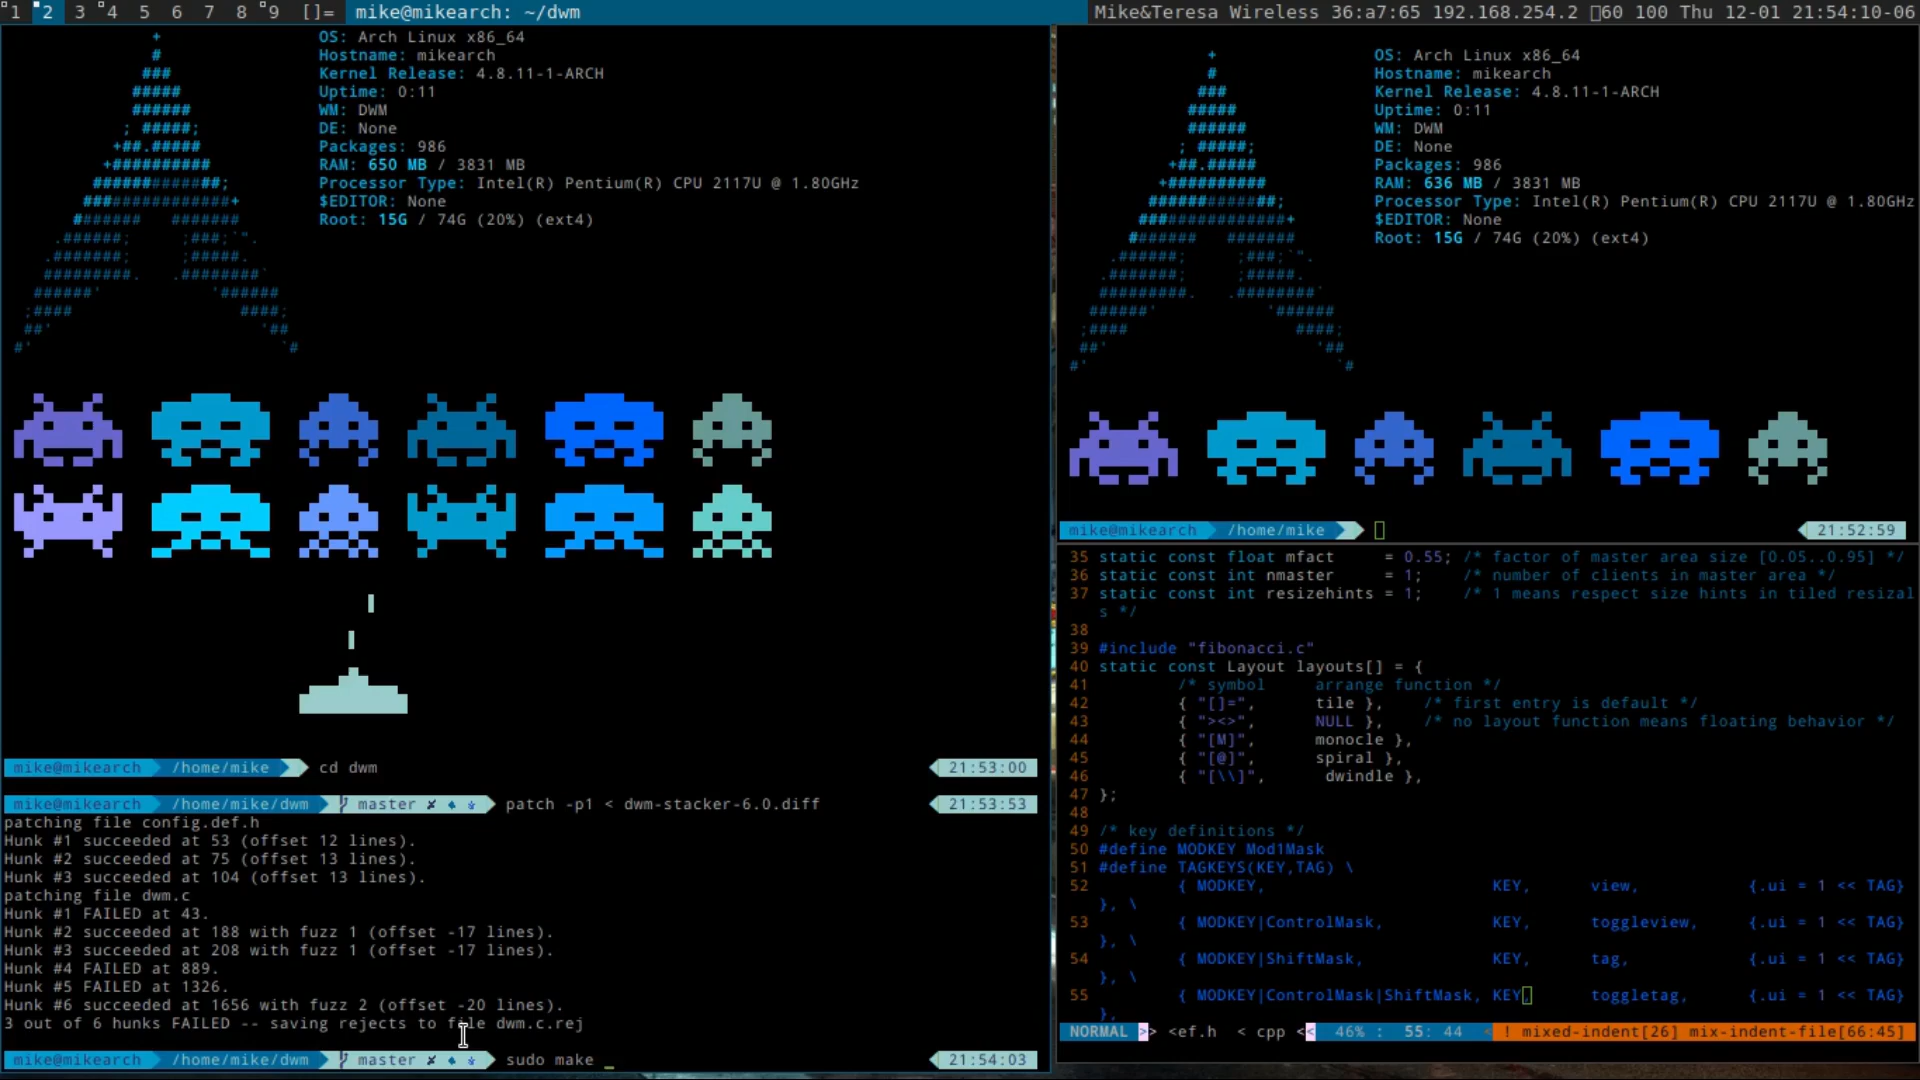 1 2 3 4 5 6 7 8 9 []= mike@mikearch: ~/dwm
Mike&Teresa Wireless 36:a7:65 192.168.254.2 60 100 Thu 12-01 21:54:10-06
OS: Arch Linux x86_64
Hostname: mikearch
Kernel Release: 4.8.11-1-ARCH
Uptime: 0:11
WM: DWM
DE: None
Packages: 986
RAM: 650 MB / 3831 MB
Processor Type: Intel(R) Pentium(R) CPU 2117U @ 1.80GHz
$EDITOR: None
Root: 15G / 74G (20%) (ext4)
mike@mikearch /home/mike cd dwm 21:53:00
mike@mikearch /home/mike/dwm master patch -p1 < dwm-stacker-6.0.diff 21:53:53
patching file config.def.h
Hunk #1 succeeded at 53 (offset 12 lines).
Hunk #2 succeeded at 75 (offset 13 lines).
Hunk #3 succeeded at 104 (offset 13 lines).
patching file dwm.c
Hunk #1 FAILED at 43.
Hunk #2 succeeded at 188 with fuzz 1 (offset -17 lines).
Hunk #3 succeeded at 208 with fuzz 1 (offset -17 lines).
Hunk #4 FAILED at 889.
Hunk #5 FAILED at 1326.
Hunk #6 succeeded at 1656 with fuzz 2 (offset -20 lines).
3 out of 6 hunks FAILED -- saving rejects to file dwm.c.rej
mike@mikearch /home/mike/dwm master sudo make _ 21:54:03
OS: Arch Linux x86_64
Hostname: mikearch
Kernel Release: 4.8.11-1-ARCH
Uptime: 0:11
WM: DWM
DE: None
Packages: 986
RAM: 636 MB / 3831 MB
Processor Type: Intel(R) Pentium(R) CPU 2117U @ 1.80GHz
$EDITOR: None
Root: 15G / 74G (20%) (ext4)
mike@mikearch /home/mike 21:52:59
35 static const float mfact = 0.55; /* factor of master area size [0.05..0.95] */
36 static const int nmaster = 1; /* number of clients in master area */
37 static const int resizehints = 1; /* 1 means respect size hints in tiled resizal
s */
38
39 #include "fibonacci.c"
40 static const Layout layouts[] = {
41 /* symbol arrange function */
42 { "[]=", tile }, /* first entry is default */
43 { "><>", NULL }, /* no layout function means floating behavior */
44 { "[M]", monocle },
45 { "[@]", spiral },
46 { "[\\]", dwindle },
47 };
48
49 /* key definitions */
50 #define MODKEY Mod1Mask
51 #define TAGKEYS(KEY,TAG) \
52 { MODKEY, KEY, view, {.ui = 1 << TAG}
}, \
53 { MODKEY|ControlMask, KEY, toggleview, {.ui = 1 << TAG}
}, \
54 { MODKEY|ShiftMask, KEY, tag, {.ui = 1 << TAG}
}, \
55 { MODKEY|ControlMask|ShiftMask, KEY, toggletag, {.ui = 1 << TAG}
},
NORMAL >> <ef.h < cpp << 46% : 55: 44 < ! mixed-indent[26] mix-indent-file[66:45]